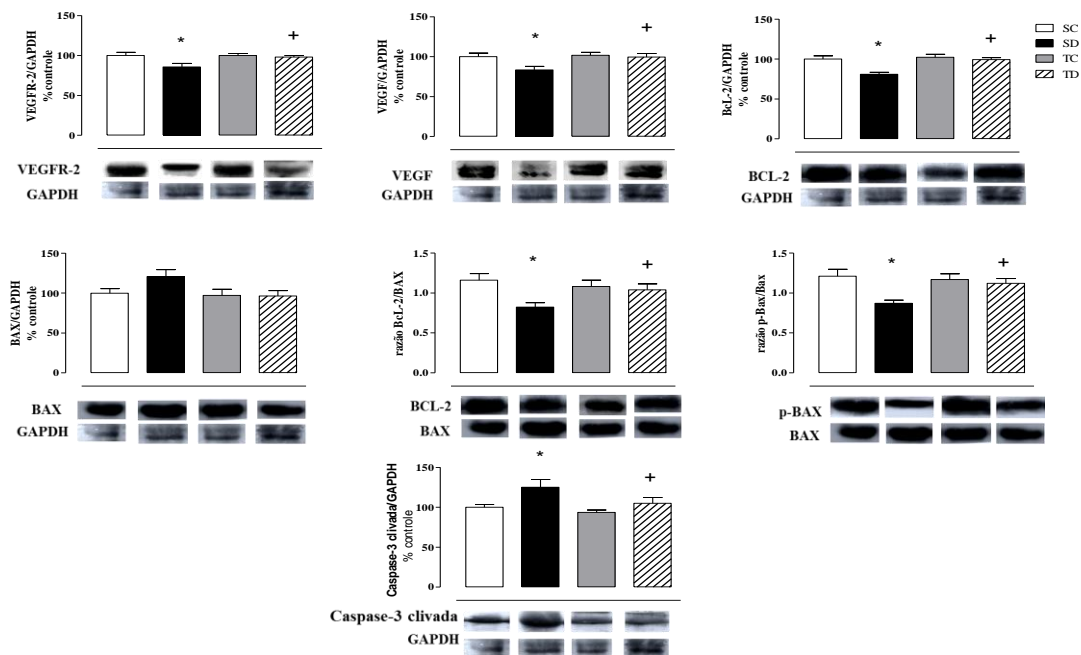 VEGFR-2/GAPDH
% controle
150
100
50
0
*
+
VEGFR-2
GAPDH
VEGF/GAPDH
% controle
150
100
50
0
*
+
VEGF
GAPDH
BcL-2/GAPDH
% controle
150
100
50
0
*
+
BCL-2
GAPDH
SC
SD
TC
TD
BAX/GAPDH
% controle
150
100
50
0
BAX
GAPDH
razão BcL-2/BAX
1.5
1.0
0.5
0.0
*
+
BCL-2
BAX
razão p-Bax/Bax
1.5
1.0
0.5
0.0
*
+
p-BAX
BAX
Caspase-3 clivada/GAPDH
% controle
150
100
50
0
*
+
Caspase-3 clivada
GAPDH